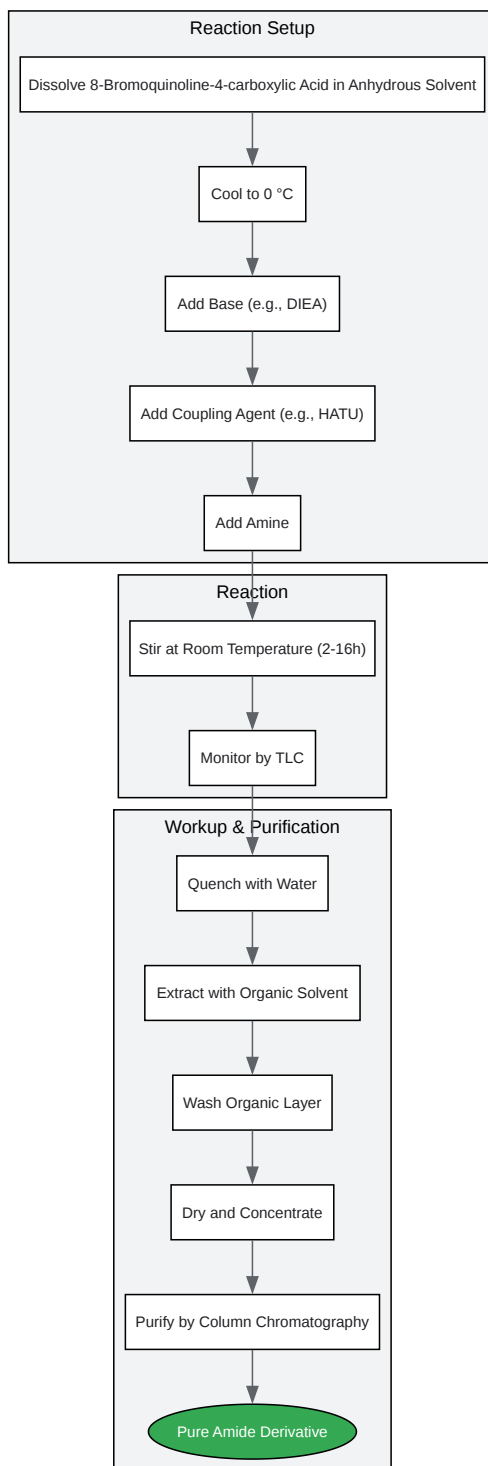 Reaction Setup
Dissolve 8-Bromoquinoline-4-carboxylic Acid in Anhydrous Solvent
Cool to 0 °C
Add Base (e.g., DIEA)
Add Coupling Agent (e.g., HATU)
Add Amine
Reaction
Stir at Room Temperature (2-16h)
Monitor by TLC
Workup & Purification
Quench with Water
Extract with Organic Solvent
Wash Organic Layer
Dry and Concentrate
Purify by Column Chromatography
Pure Amide Derivative